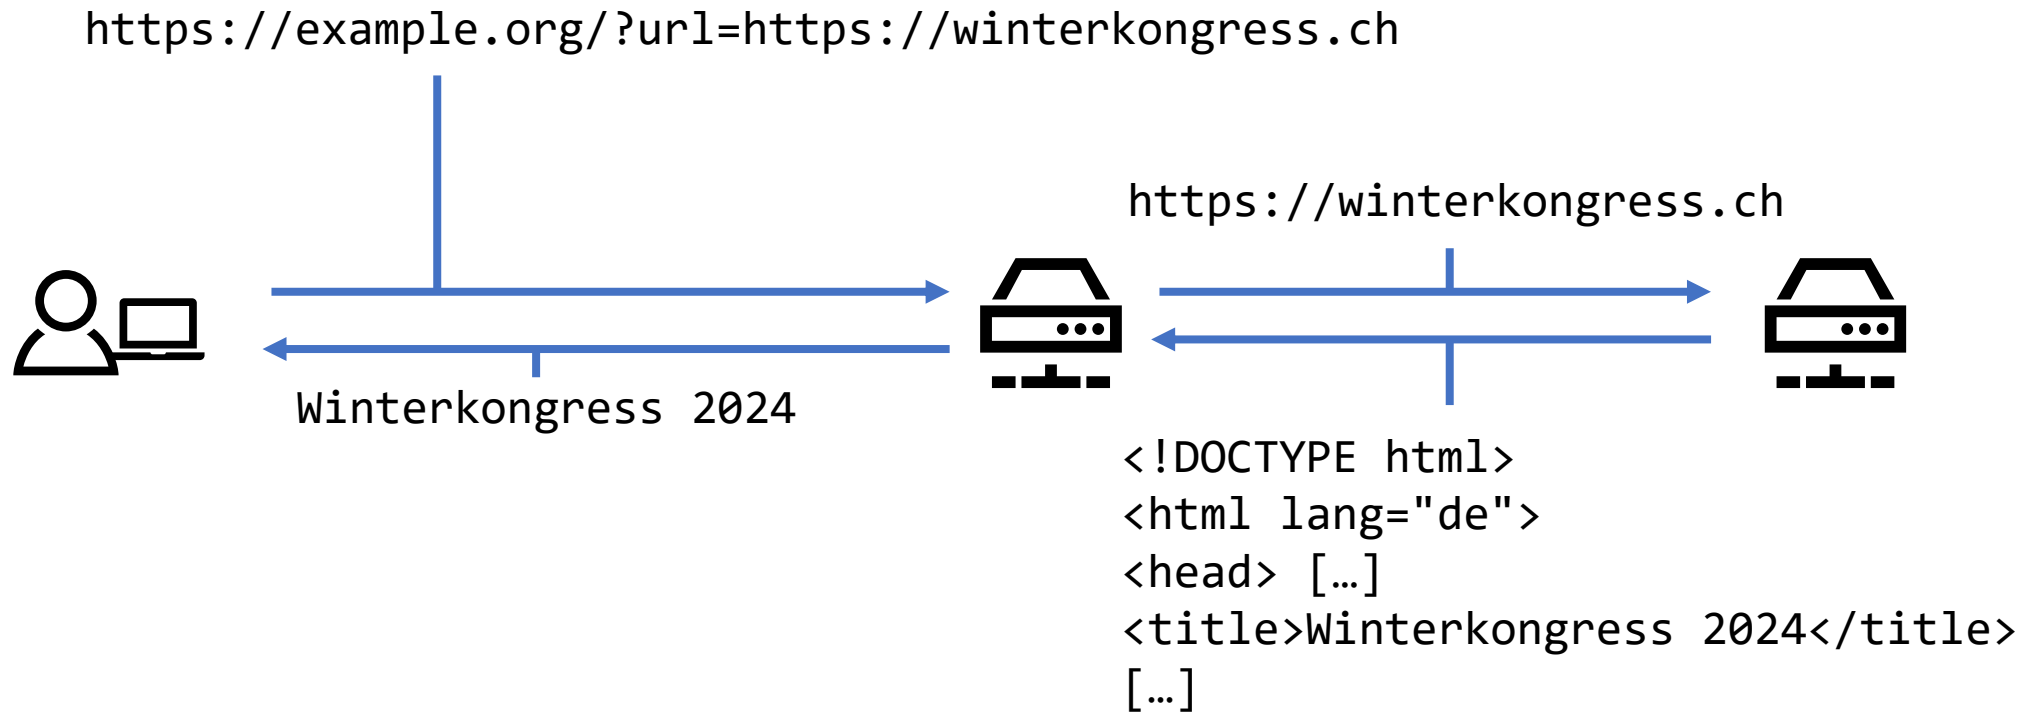 https://example.org/?url=https://winterkongress.ch
https://winterkongress.ch
Winterkongress 2024
<!DOCTYPE html>
<html lang="de">
<head> […]
<title>Winterkongress 2024</title>
[…]